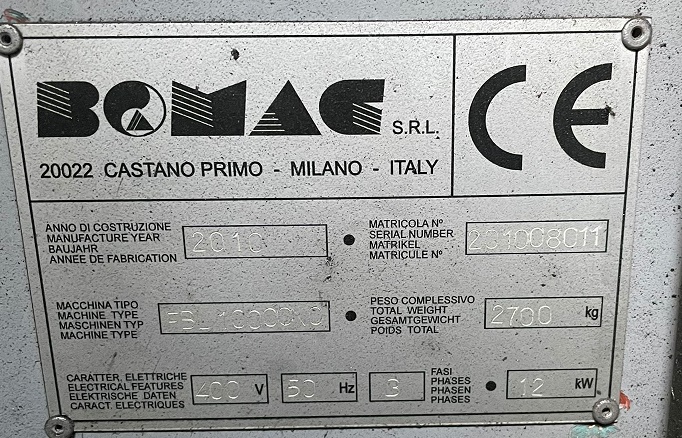 BOMAC S.R.L.
20022 CASTANO PRIMO - MILANO - ITALY
CE
ANNO DI COSTRUZIONE
MANUFACTURE YEAR
BAUJAHR
ANNEE DE FABRICATION
2010
MATRICOLA Nº
SERIAL NUMBER
MATRIKEL
MATRICULE Nº
MACCHINA TIPO
MACHINE TYPE
MASCHINEN TYP
MACHINE TYPE
PESO COMPLESSIVO
TOTAL WEIGHT
GESAMTGEWICHT
POIDS TOTAL
2700 kg
CARATTER. ELETTRICHE
ELECTRICAL FEATURES
ELEKTRISCHE DATEN
CARACT. ELECTRIQUES
400 V
50 Hz
3
FASI
PHASES
PHASEN
PHASES
12 kW